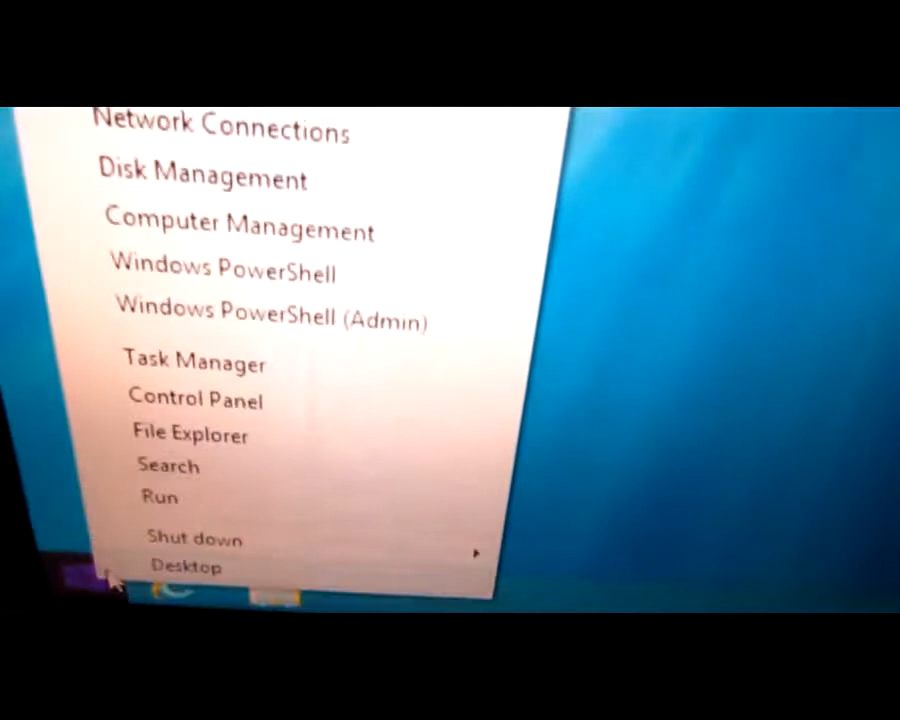 Network Connections
Disk Management
Computer Management
Windows PowerShell
Windows PowerShell (Admin)
Task Manager
Control Panel
File Explorer
Search
Run
Shut down
Desktop